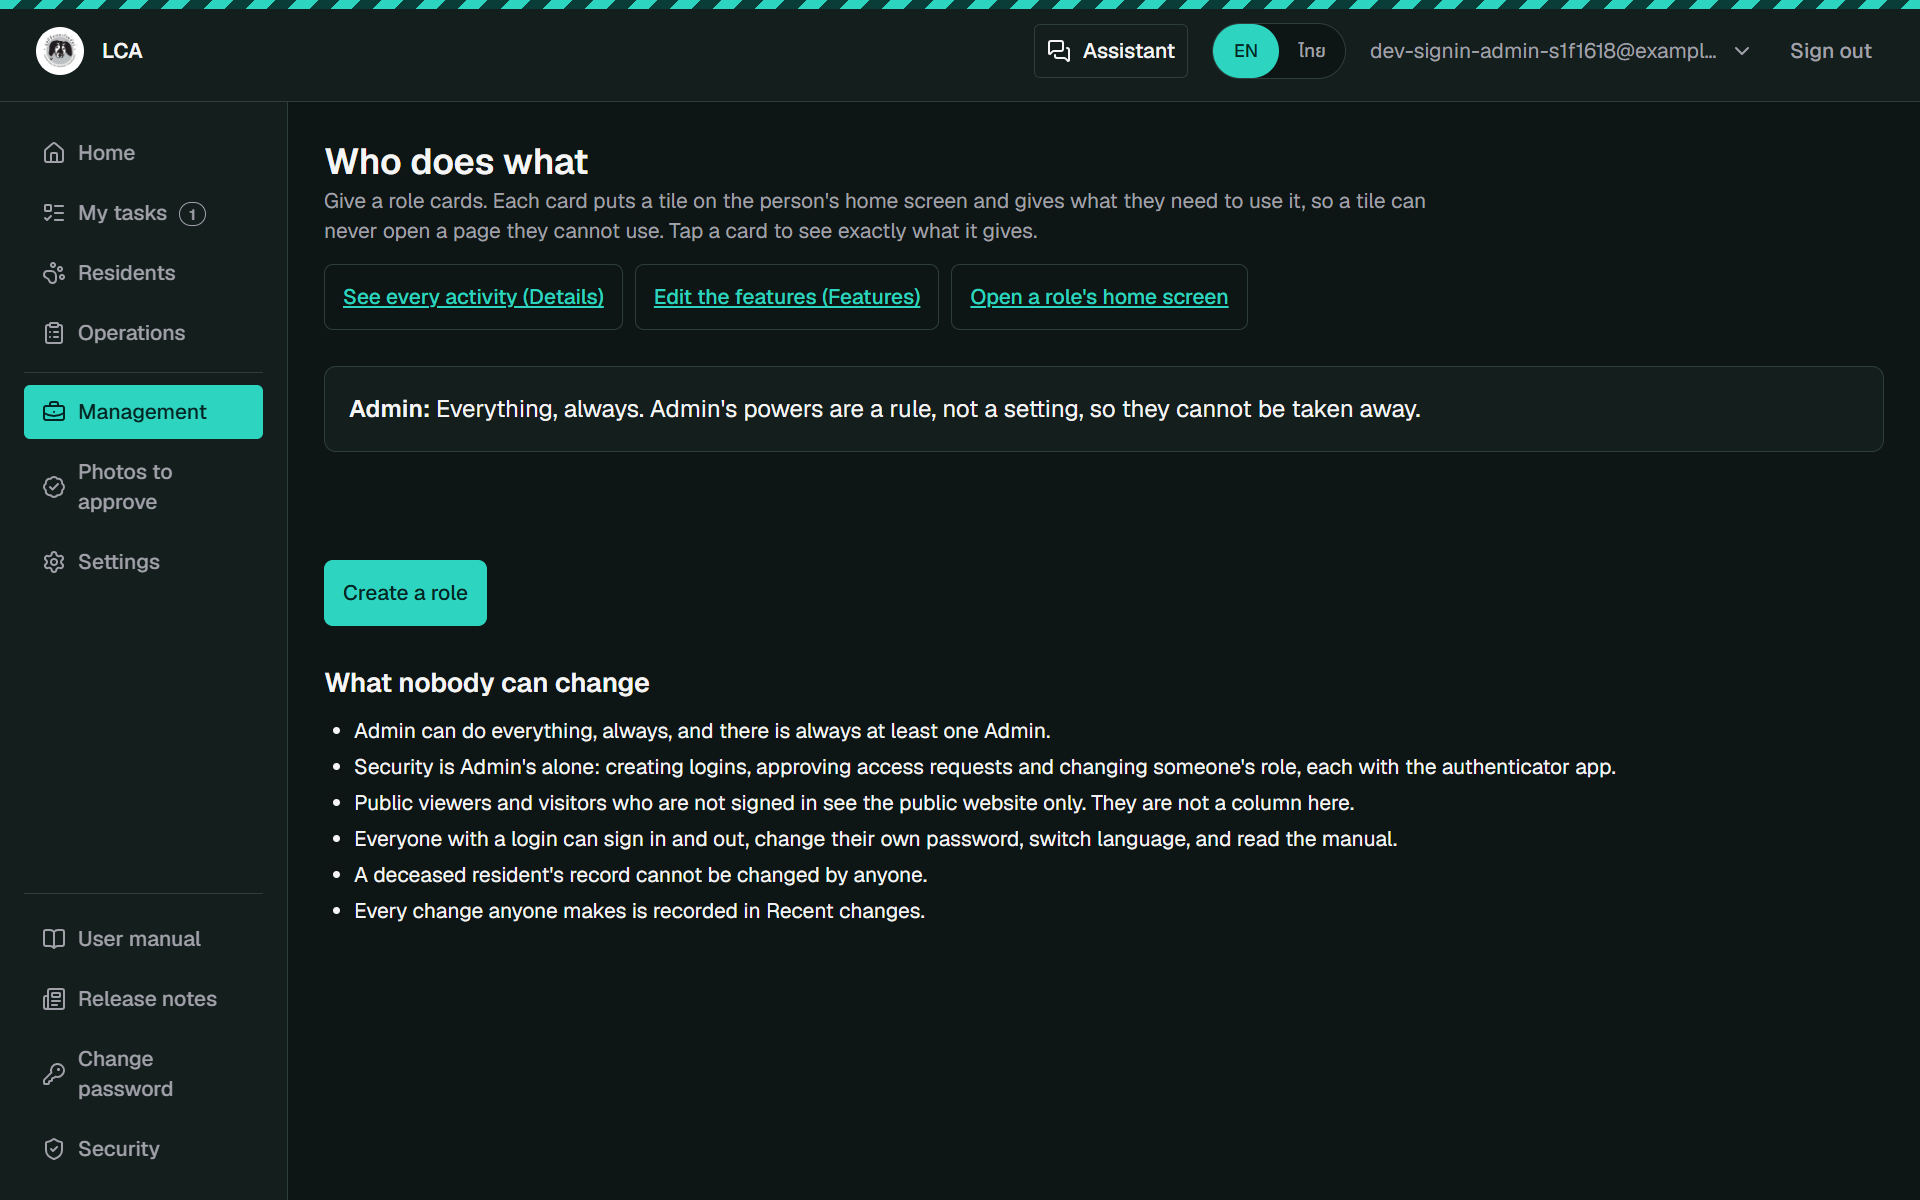 LCA
Assistant
EN
ไทย
dev-signin-admin-s1f1618@exampl...
Sign out
Home
My tasks 1
Residents
Operations
Management
Photos to
approve
Settings
User manual
Release notes
Change
password
Security
Who does what
Give a role cards. Each card puts a tile on the person's home screen and gives what they need to use it, so a tile can
never open a page they cannot use. Tap a card to see exactly what it gives.
See every activity (Details)
Edit the features (Features)
Open a role's home screen
Admin: Everything, always. Admin's powers are a rule, not a setting, so they cannot be taken away.
Create a role
What nobody can change
• Admin can do everything, always, and there is always at least one Admin.
• Security is Admin's alone: creating logins, approving access requests and changing someone's role, each with the authenticator app.
• Public viewers and visitors who are not signed in see the public website only. They are not a column here.
• Everyone with a login can sign in and out, change their own password, switch language, and read the manual.
• A deceased resident's record cannot be changed by anyone.
• Every change anyone makes is recorded in Recent changes.